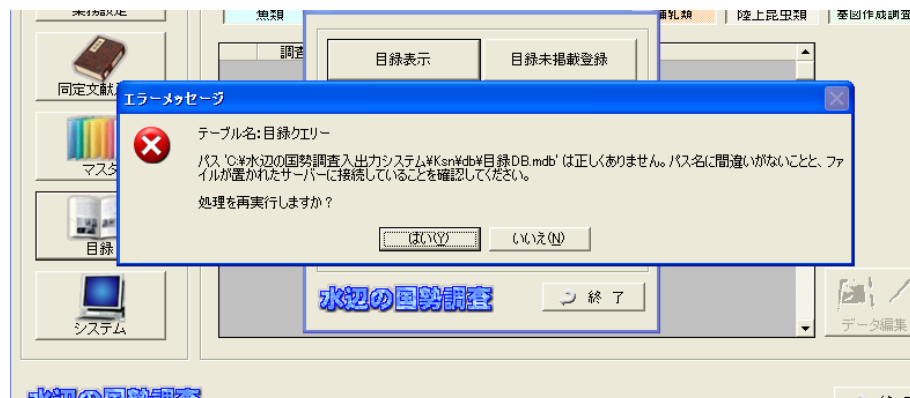 魚類
陸上昆虫類
調査
目録表示
目録未掲載登録
同定文献
エラーメッセージ
テーブル名：目録クエリー
パス 'C:¥水辺の国勢調査入出力システム¥Ksn¥db¥目録DB.mdb' は正しくありません。パス名に間違いがないことと、ファ
イルが置かれたサーバーに接続していることを確認してください。
処理を再実行しますか？
はい(Y)
いいえ(N)
マスタ
目録
水辺の国勢調査
終 了
システム
データ編集
水辺の国勢調査